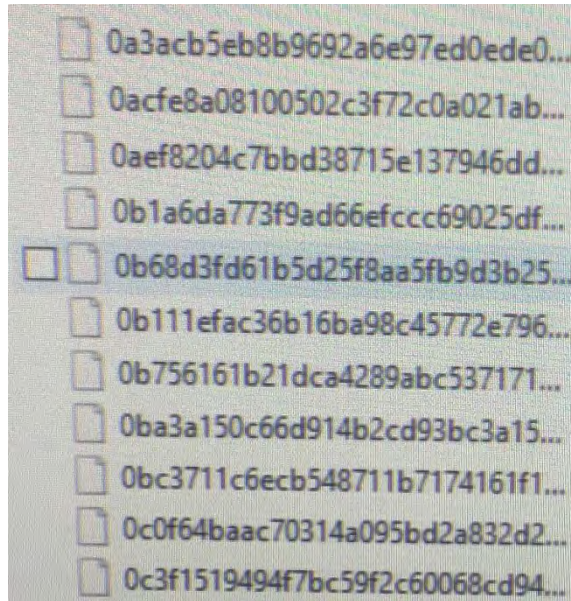 0a3acb5eb8b9692a6e97ed0ede0...
0acfe8a08100502c3f72c0a021ab...
0aef8204c7bbd38715e137946dd...
0b1a6da773f9ad66efccc69025df...
0b68d3fd61b5d25f8aa5fb9d3b25...
0b111efac36b16ba98c45772e796...
0b756161b21dca4289abc537171...
0ba3a150c66d914b2cd93bc3a15...
0bc3711c6ecb548711b7174161f1...
0c0f64baac70314a095bd2a832d2...
0c3f1519494f7bc59f2c60068cd94...